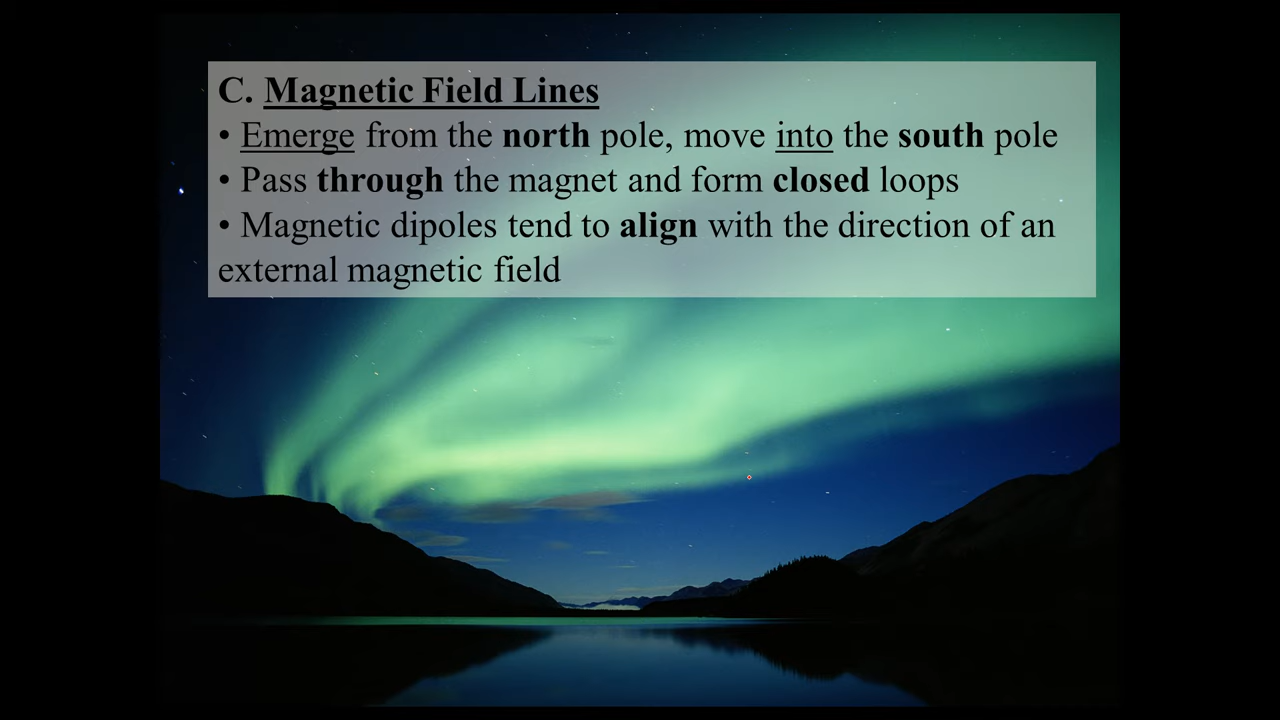 C. Magnetic Field Lines
• Emerge from the north pole, move into the south pole
• Pass through the magnet and form closed loops
• Magnetic dipoles tend to align with the direction of an
external magnetic field